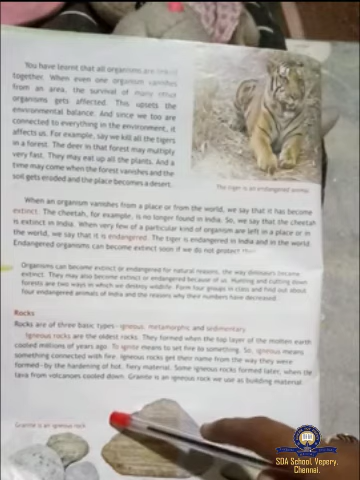 You have learnt that all organisms are linked
together. When even one organism vanishes
from an area, the survival of many other
organisms gets affected. This upsets the
environmental balance. And since we too are
connected to everything in the environment, it
affects us. For example, say we kill all the tigers
in a forest. The deer in that forest may multiply
very fast. They may eat up all the plants. And a
time may come when the forest vanishes and the
soil gets eroded and the place becomes a desert.
The tiger is an endangered animal
When an organism vanishes from a place or from the world, we say that it has become
extinct. The cheetah, for example, is no longer found in India. So, we say that the cheetah
is extinct in India. When very few of a particular kind of organism are left in a place or in
the world, we say that it is endangered. The tiger is endangered in India and in the world.
Endangered organisms can become extinct soon if we do not protect
Organisms can become extinct or endangered for natural reasons, the way dinosaurs became
extinct. They may also become extinct or endangered because of us. Hunting and cutting down
forests are two ways in which we destroy wildlife. Form four groups in class and find out about
four endangered animals of India and the reasons why their numbers have decreased.
Rocks
Rocks are of three basic types—igneous, metamorphic and sedimentary.
Igneous rocks are the oldest rocks. They formed when the top layer of the molten earth
cooled millions of years ago. To ignite means to set fire to something. So, igneous means
something connected with fire. Igneous rocks get their name from the way they were
formed—by the hardening of hot, fiery material. Some igneous rocks formed later, when the
lava from volcanoes cooled down. Granite is an igneous rock we use as building material.
Granite is an igneous rock
SDA School, Vepery,
Chennai.